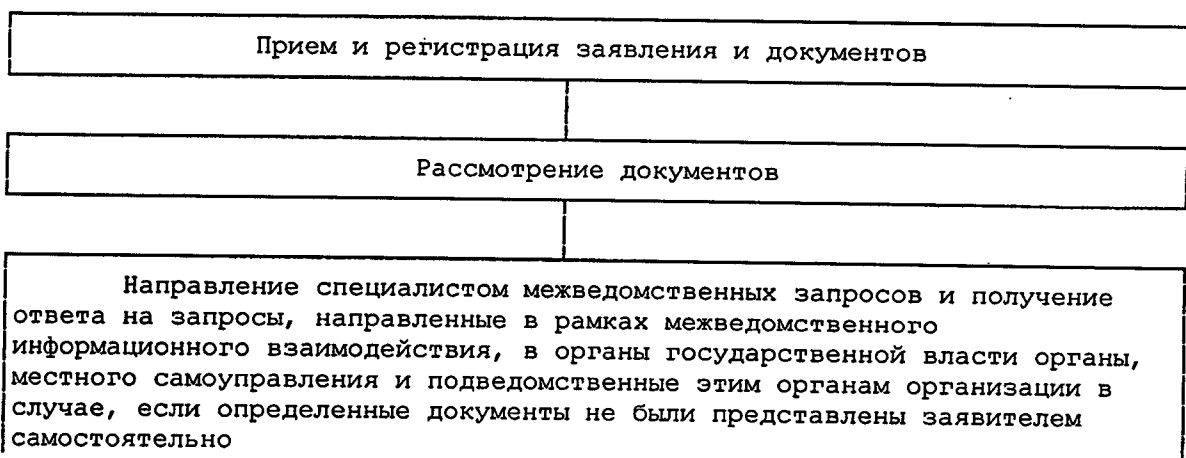 Прием и регистрация заявления и документов
Рассмотрение документов
Направление специалистом межведомственных запросов и получение
ответа на запросы, направленные в рамках межведомственного
информационного взаимодействия, в органы государственной власти органы,
местного самоуправления и подведомственные этим органам организации в
случае, если определенные документы не были представлены заявителем
самостоятельно